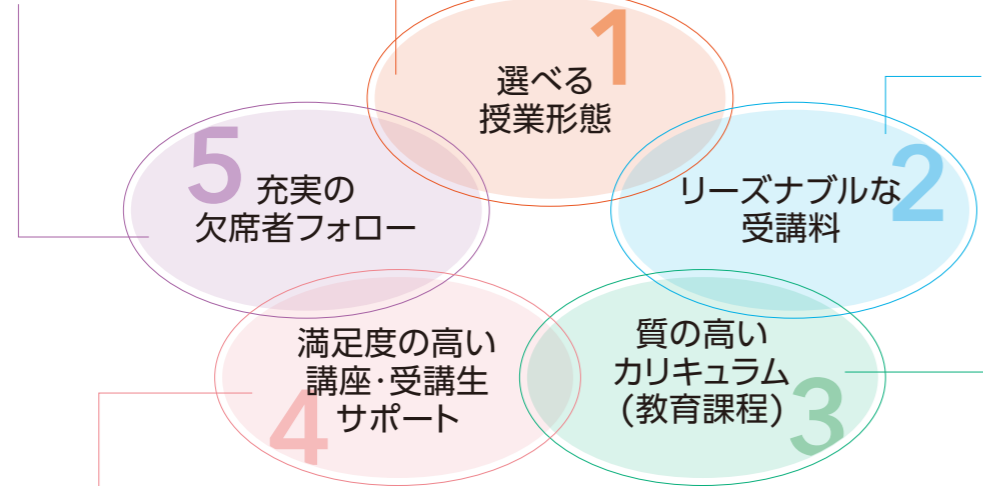 1
選べる
授業形態
2
リーズナブルな
受講料
3
質の高い
カリキュラム
(教育課程)
4
満足度の高い
講座・受講生
サポート
5
充実の
欠席者フォロー